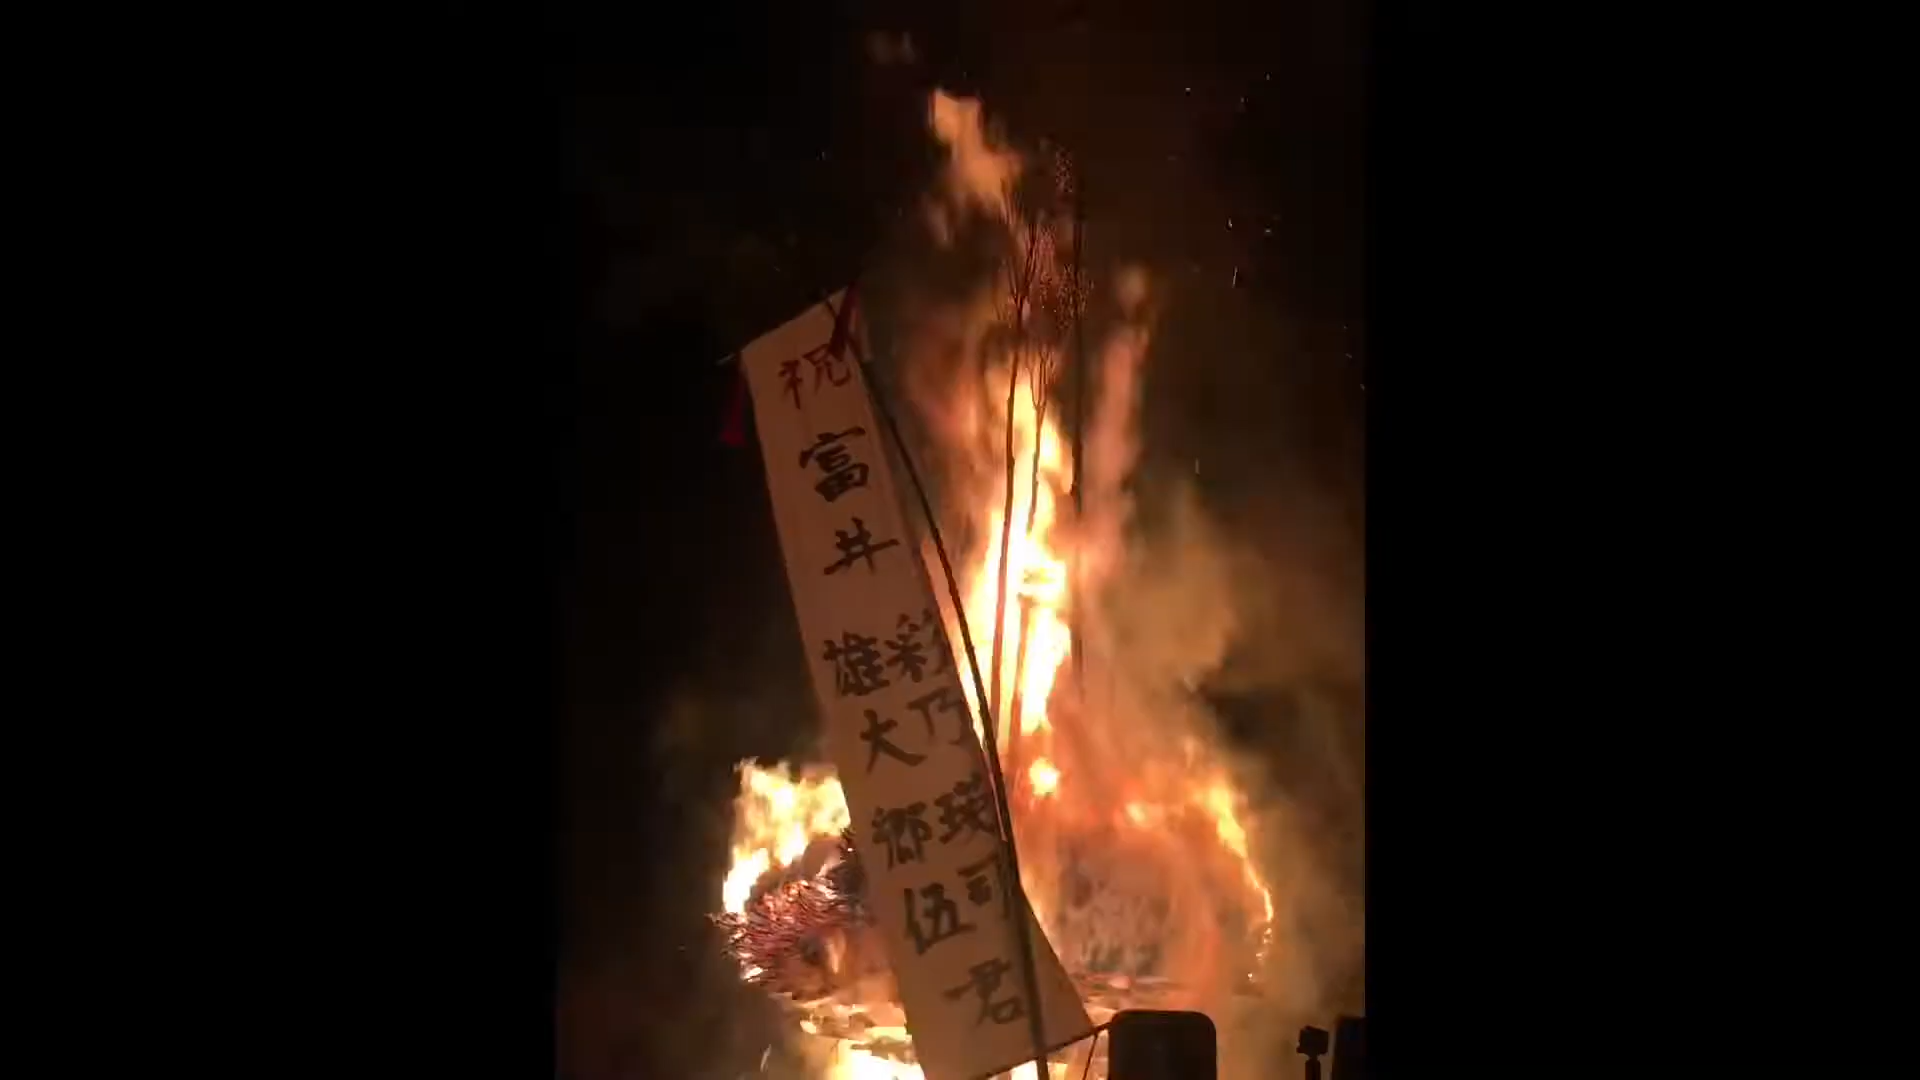 祝
富井
彩乃 瑛司
雄大 郷伍
君